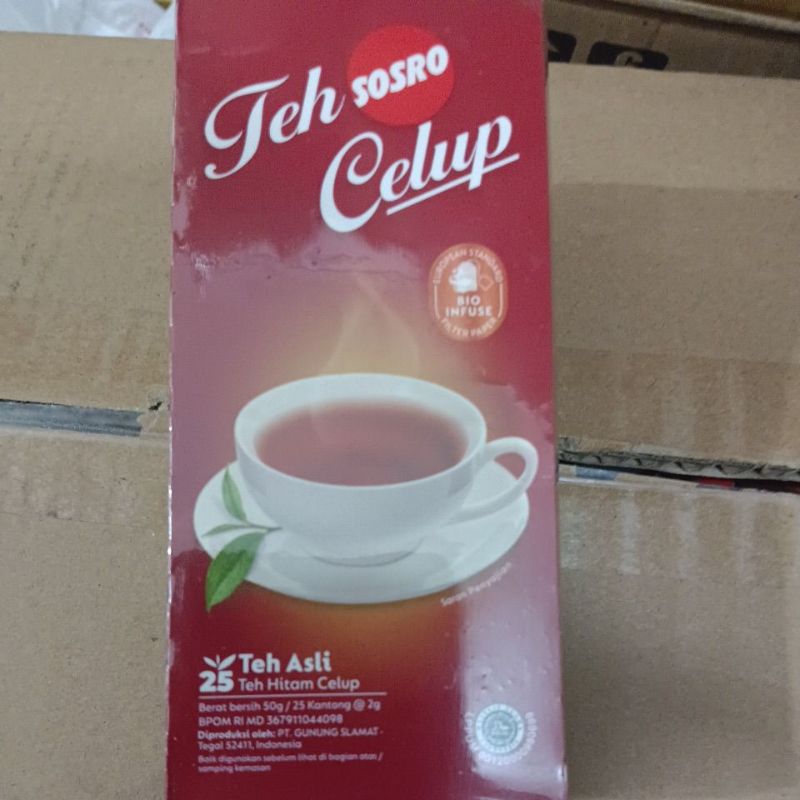 Teh SOSRO
Celup
EUROPEAN STANDARD
BIO
INFUSE
FILTER PAPER
Saran Penyajian
25 Teh Asli
Teh Hitam Celup
Berat bersih 50g / 25 Kantong @ 2g
BPOM RI MD 367911044098
Diproduksi oleh: PT. GUNUNG SLAMAT -
Tegal 52411, Indonesia
Baik digunakan sebelum lihat di bagian atas /
samping kemasan